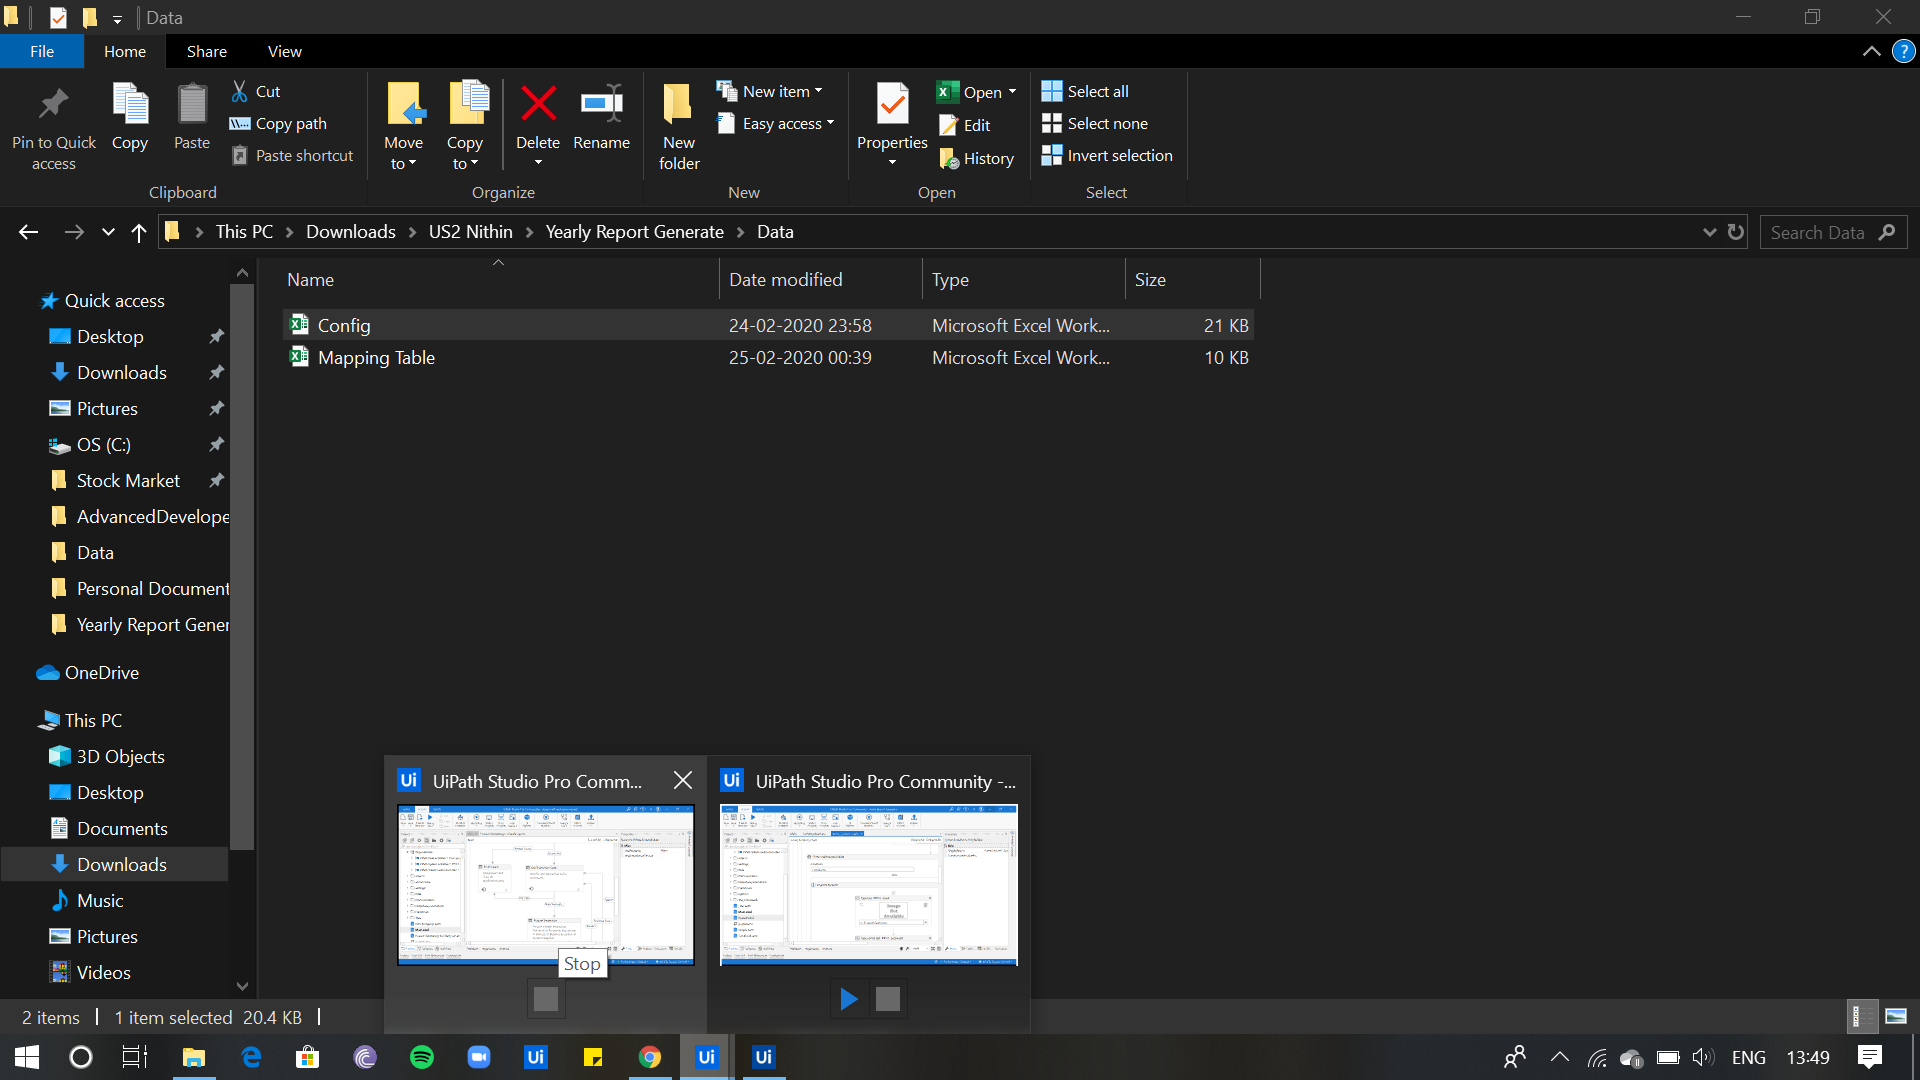 Data
File Home Share View
Pin to Quick access
Copy
Paste
Cut
Copy path
Paste shortcut
Clipboard
Move to
Copy to
Delete
Rename
Organize
New folder
New item
Easy access
New
Properties
Open
Edit
History
Open
Select all
Select none
Invert selection
Select
This PC Downloads US2 Nithin Yearly Report Generate Data
Search Data
Name Date modified Type Size
Config 24-02-2020 23:58 Microsoft Excel Work... 21 KB
Mapping Table 25-02-2020 00:39 Microsoft Excel Work... 10 KB
Quick access
Desktop
Downloads
Pictures
OS (C:)
Stock Market
AdvancedDevelope
Data
Personal Document
Yearly Report Gener
OneDrive
This PC
3D Objects
Desktop
Documents
Downloads
Music
Pictures
Videos
Ui UiPath Studio Pro Comm...
Ui UiPath Studio Pro Community -...
Stop
2 items 1 item selected 20.4 KB
Ui Ui Ui ENG 13:49